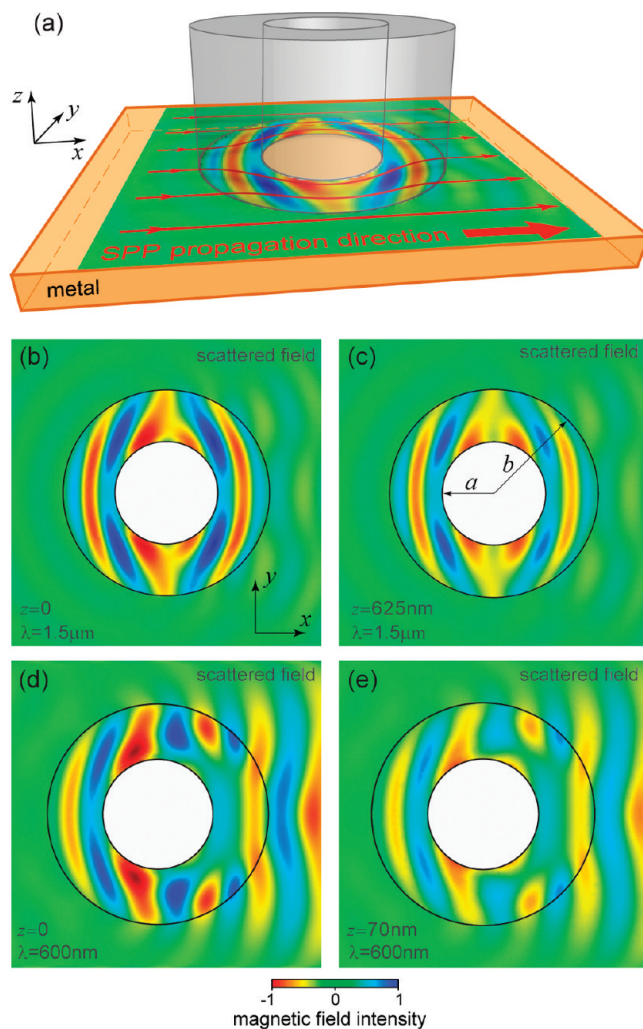 (a)
z
y
x
SPP propagation direction
metal
(b)
scattered field
z=0
λ=1.5μm
y
x
(c)
scattered field
a
b
z=625nm
λ=1.5μm
(d)
scattered field
z=0
λ=600nm
(e)
scattered field
z=70nm
λ=600nm
-1 0 1
magnetic field intensity